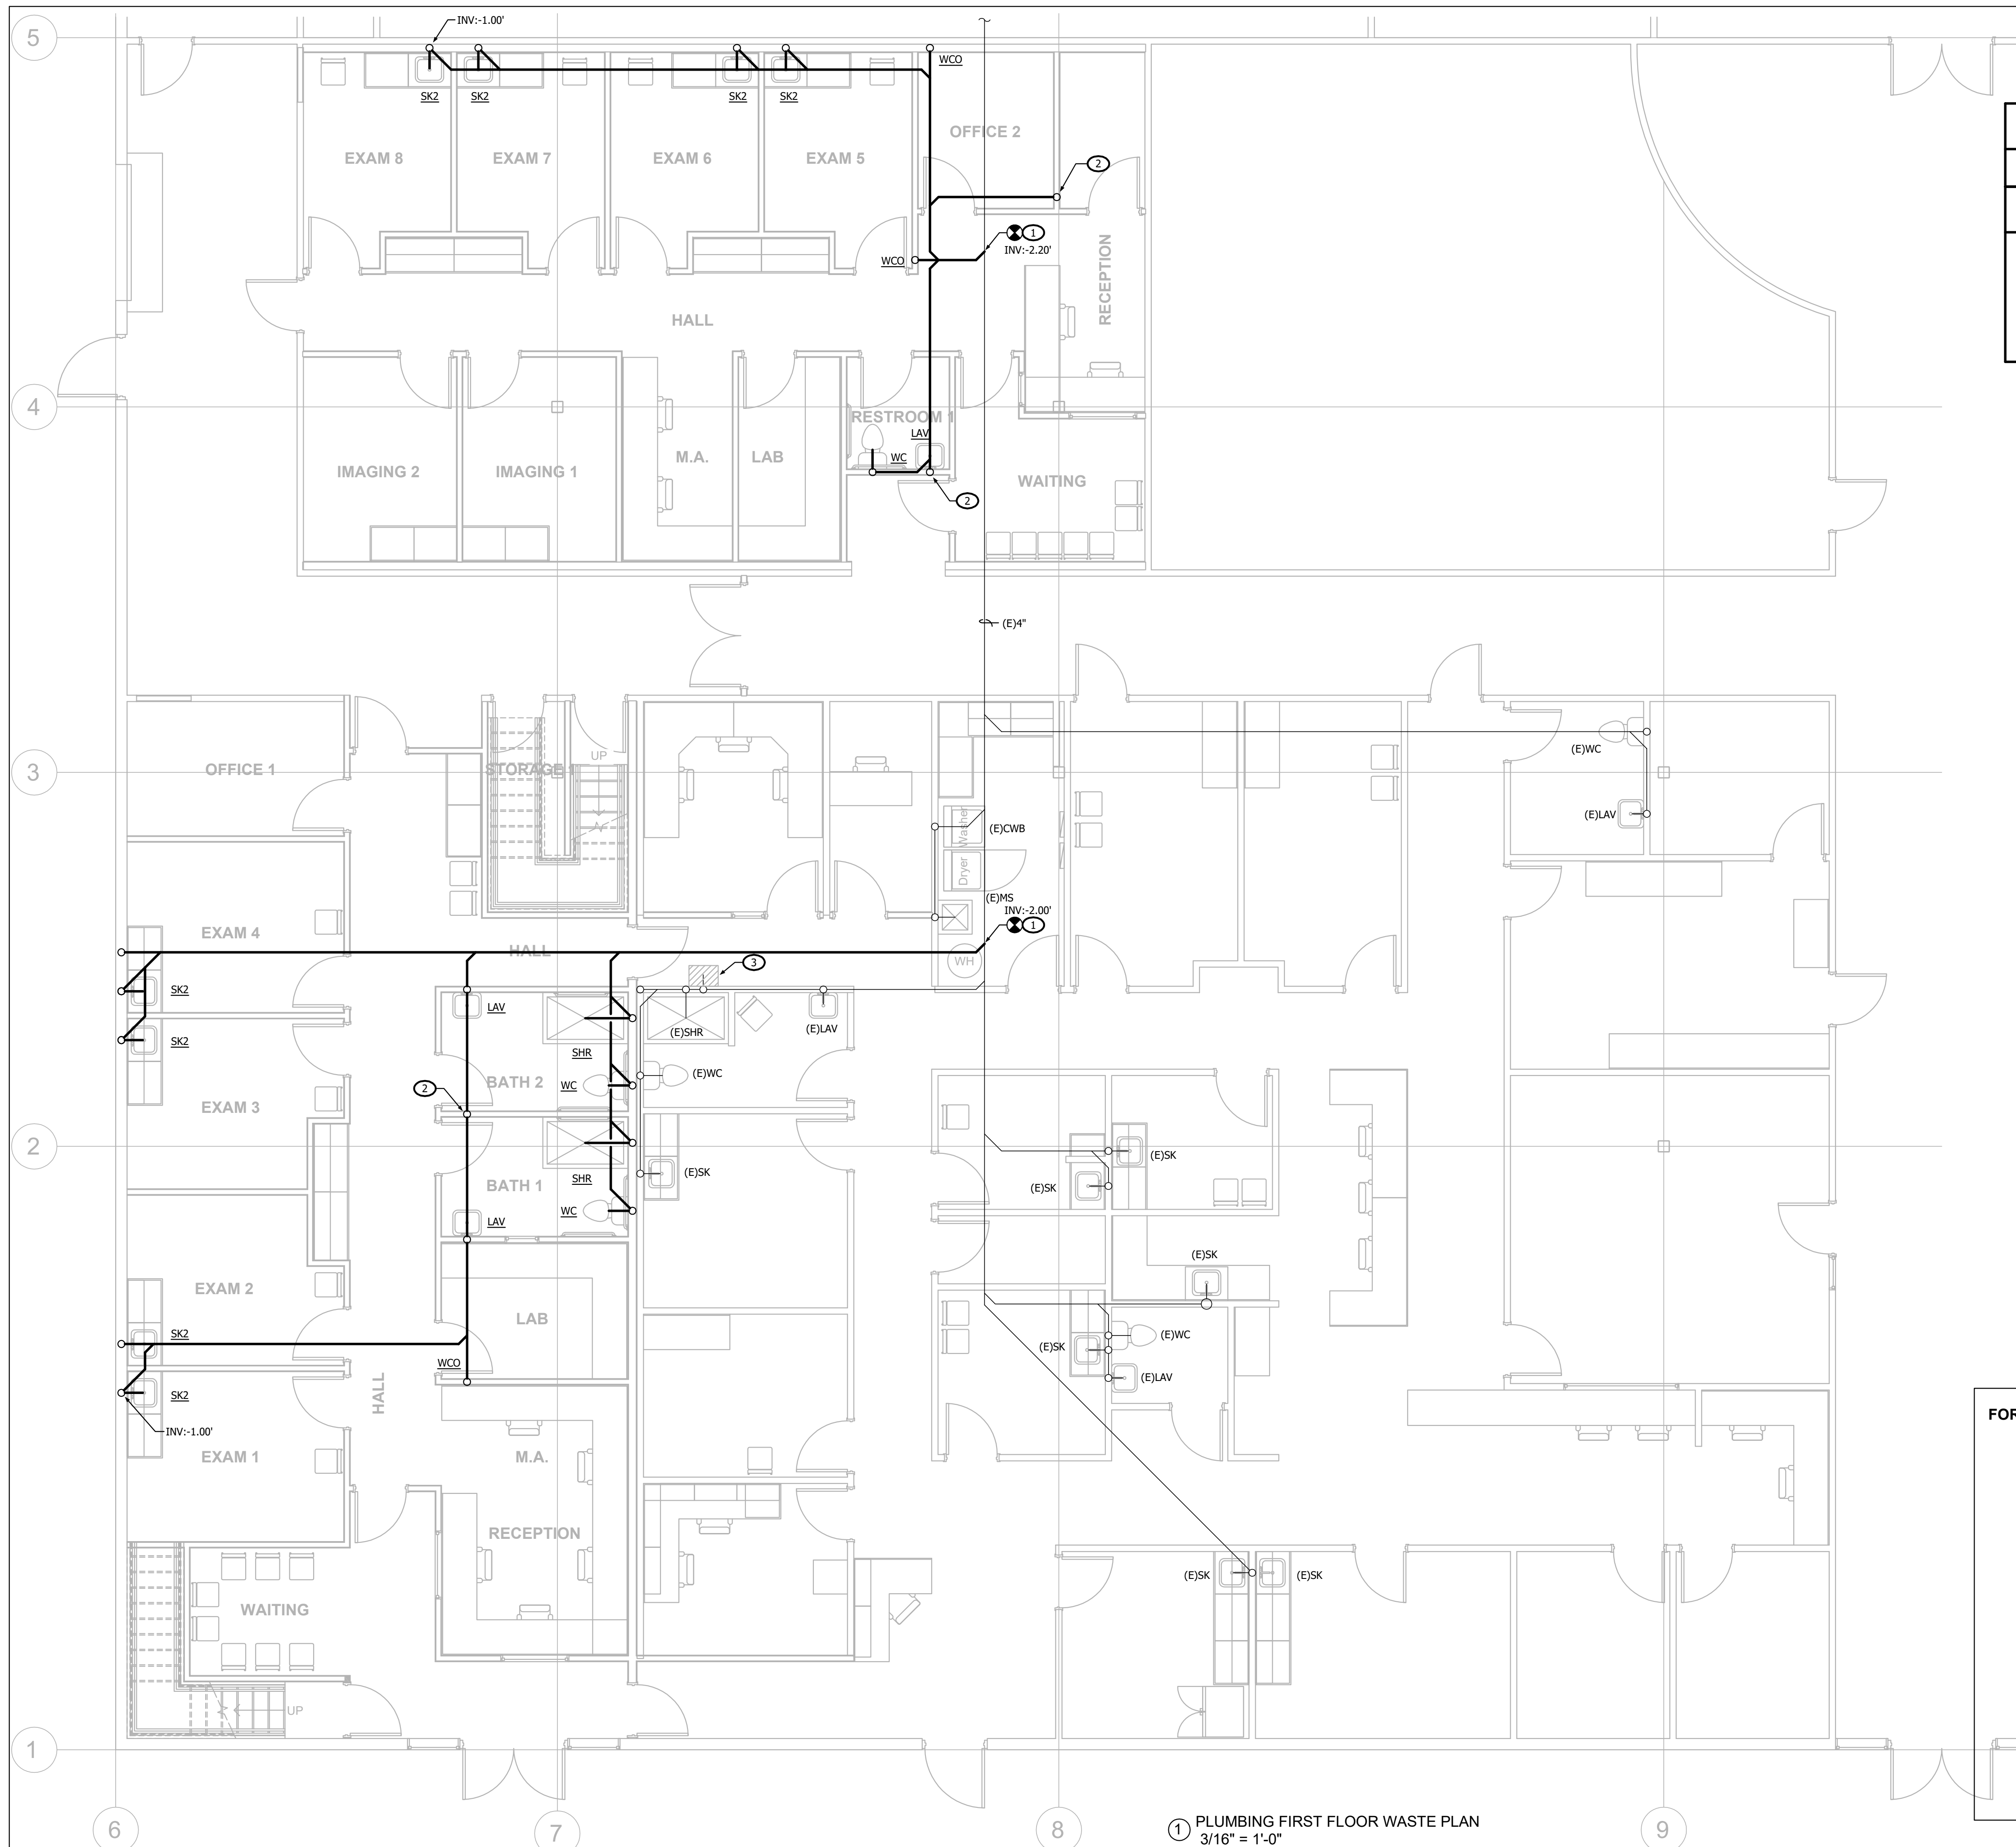 5
INV:-1.00'
WCO
SK2
SK2
SK2
SK2
OFFICE 2
EXAM 8
EXAM 7
EXAM 6
EXAM 5
2
1
INV:-2.20'
WCO
RECEPTION
HALL
4
RESTROOM 1
LAV
WC
M.A.
LAB
IMAGING 2
IMAGING 1
WAITING
2
(E)4"
(E)WC
UP
OFFICE 1
STORAGE 1
3
Washer
(E)CWB
(E)LAV
Dryer
(E)MS
INV:-2.00'
1
EXAM 4
HALL
WH
3
SK2
LAV
(E)SHR
(E)LAV
SK2
SHR
(E)WC
BATH 2
WC
2
EXAM 3
2
(E)SK
(E)SK
SHR
BATH 1
(E)SK
WC
LAV
(E)SK
EXAM 2
LAB
SK2
(E)WC
(E)SK
WCO
(E)LAV
SK2
HALL
INV:-1.00'
FOR
EXAM 1
M.A.
RECEPTION
(E)SK
(E)SK
WAITING
UP
1
6
7
8
9
1
PLUMBING FIRST FLOOR WASTE PLAN
3/16" = 1'-0"